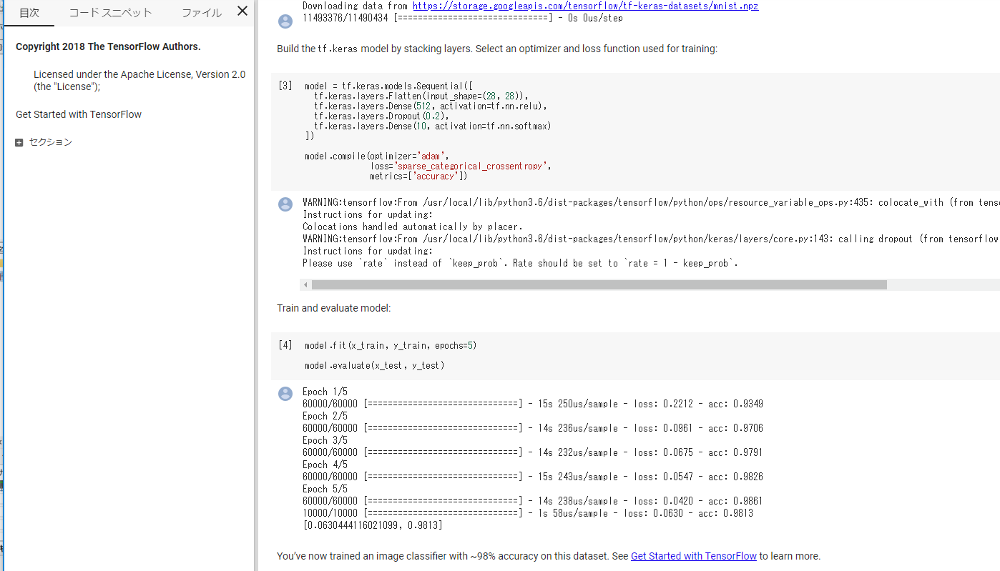 目次 コード スニペット ファイル
Copyright 2018 The TensorFlow Authors.
Licensed under the Apache License, Version 2.0
(the "License");
Get Started with TensorFlow
セクション
Downloading data from https://storage.googleapis.com/tensorflow/tf-keras-datasets/mnist.npz
11493376/11490434 [==============================] - 0s 0us/step
Build the tf.keras model by stacking layers. Select an optimizer and loss function used for training:
[3] model = tf.keras.models.Sequential([
tf.keras.layers.Flatten(input_shape=(28, 28)),
tf.keras.layers.Dense(512, activation=tf.nn.relu),
tf.keras.layers.Dropout(0.2),
tf.keras.layers.Dense(10, activation=tf.nn.softmax)
])
model.compile(optimizer='adam',
loss='sparse_categorical_crossentropy',
metrics=['accuracy'])
WARNING:tensorflow:From /usr/local/lib/python3.6/dist-packages/tensorflow/python/ops/resource_variable_ops.py:435: colocate_with (from tens
Instructions for updating:
Colocations handled automatically by placer.
WARNING:tensorflow:From /usr/local/lib/python3.6/dist-packages/tensorflow/python/keras/layers/core.py:143: calling dropout (from tensorflow
Instructions for updating:
Please use `rate` instead of `keep_prob`. Rate should be set to `rate = 1 - keep_prob`.
Train and evaluate model:
[4] model.fit(x_train, y_train, epochs=5)
model.evaluate(x_test, y_test)
Epoch 1/5
60000/60000 [==============================] - 15s 250us/sample - loss: 0.2212 - acc: 0.9349
Epoch 2/5
60000/60000 [==============================] - 14s 236us/sample - loss: 0.0961 - acc: 0.9706
Epoch 3/5
60000/60000 [==============================] - 14s 232us/sample - loss: 0.0675 - acc: 0.9791
Epoch 4/5
60000/60000 [==============================] - 15s 243us/sample - loss: 0.0547 - acc: 0.9826
Epoch 5/5
60000/60000 [==============================] - 14s 238us/sample - loss: 0.0420 - acc: 0.9861
10000/10000 [==============================] - 1s 58us/sample - loss: 0.0630 - acc: 0.9813
[0.0630444116021099, 0.9813]
You've now trained an image classifier with ~98% accuracy on this dataset. See Get Started with TensorFlow to learn more.